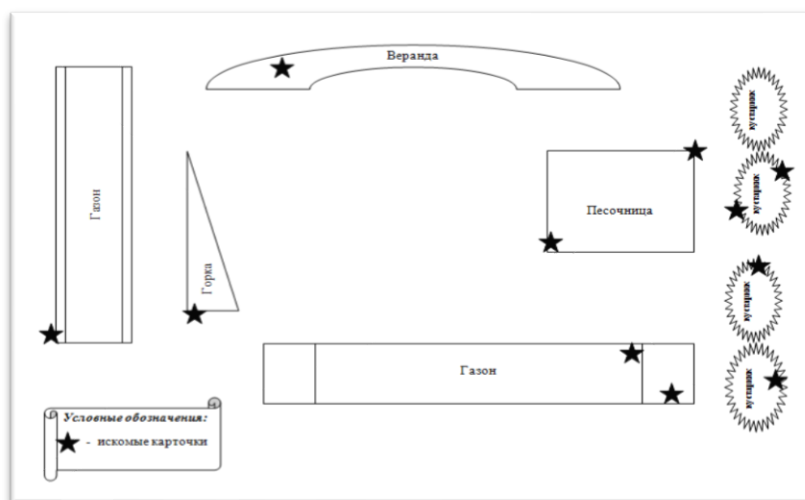 Веранда
кустарник
Газон
кустарник
Песочница
Горка
кустарник
Газон
кустарник
Условные обозначения:
- искомые карточки